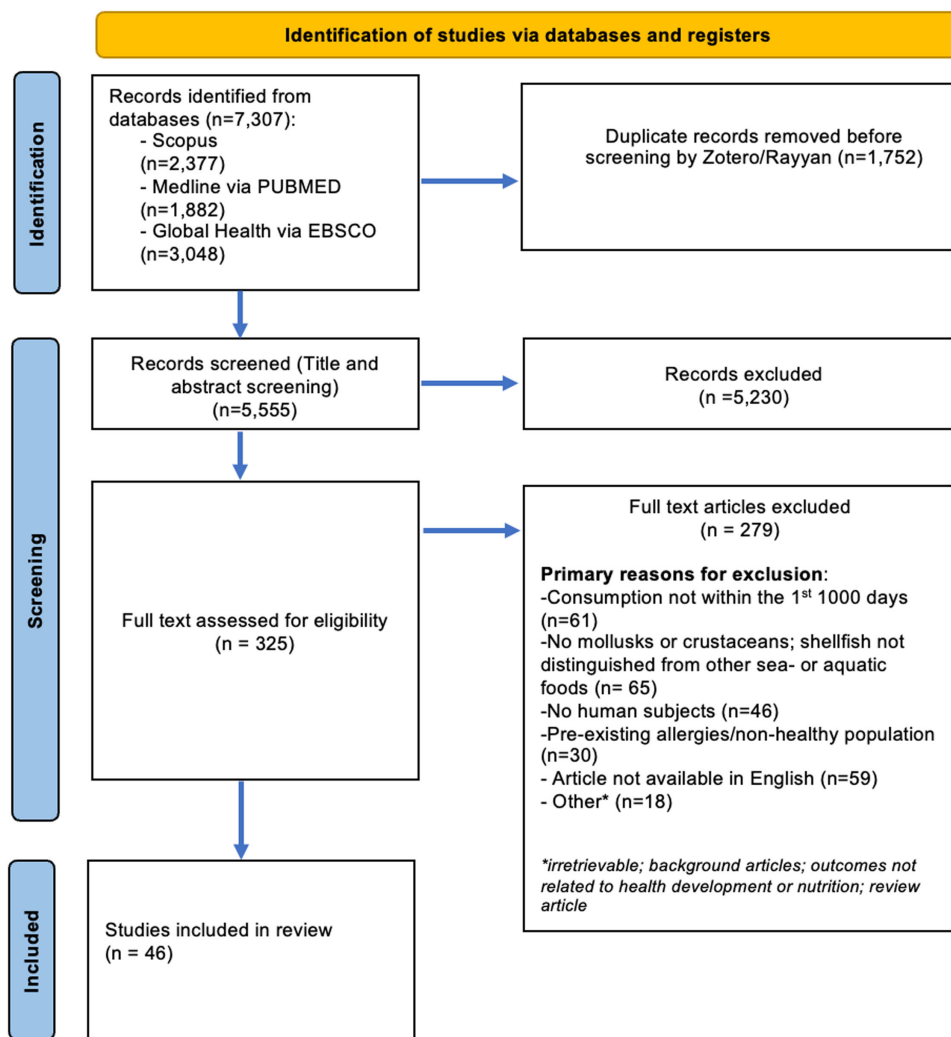 Identification of studies via databases and registers
Identification
Records identified from
databases (n=7,307):
- Scopus
(n=2,377)
- Medline via PUBMED
(n=1,882)
- Global Health via EBSCO
(n=3,048)
Duplicate records removed before
screening by Zotero/Rayyan (n=1,752)
Screening
Records screened (Title and
abstract screening)
(n=5,555)
Records excluded
(n =5,230)
Full text assessed for eligibility
(n = 325)
Full text articles excluded
(n = 279)
Primary reasons for exclusion:
-Consumption not within the 1st 1000 days
(n=61)
-No mollusks or crustaceans; shellfish not
distinguished from other sea- or aquatic
foods (n= 65)
-No human subjects (n=46)
-Pre-existing allergies/non-healthy population
(n=30)
- Article not available in English (n=59)
- Other* (n=18)
*irretrievable; background articles; outcomes not
related to health development or nutrition; review
article
Included
Studies included in review
(n = 46)